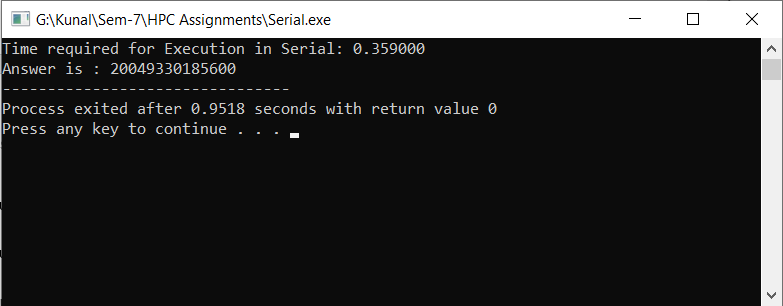 G:\Kunal\Sem-7\HPC Assignments\Serial.exe
Time required for Execution in Serial: 0.359000
Answer is : 20049330185600
--------------------------------
Process exited after 0.9518 seconds with return value 0
Press any key to continue . . .